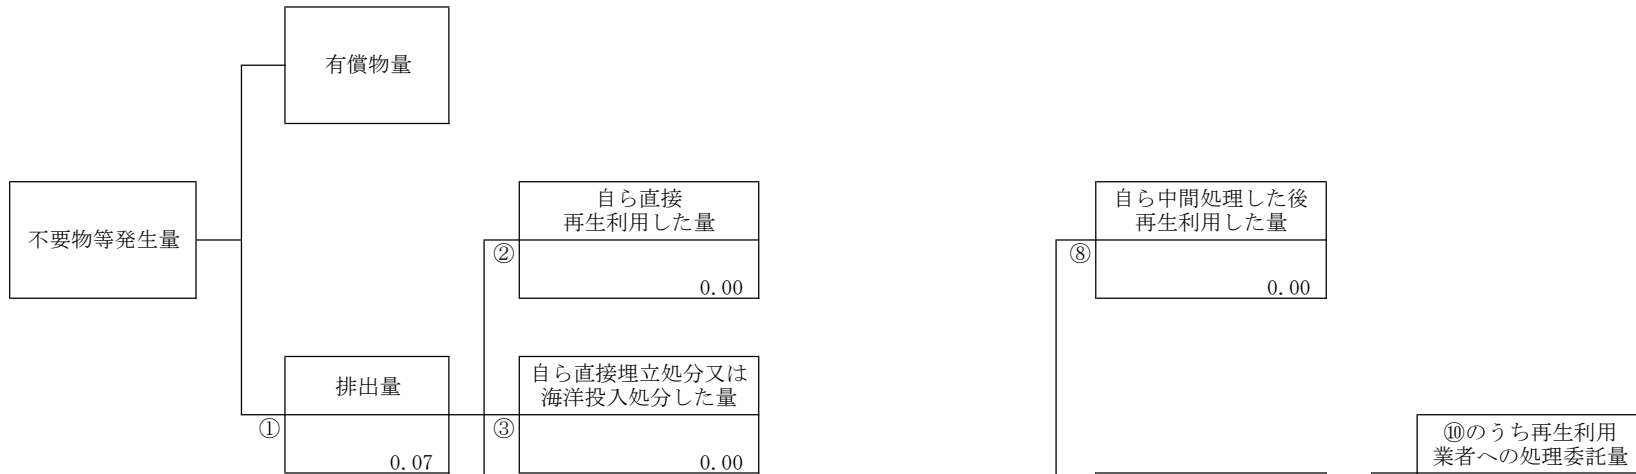 有償物量
不要物等発生量
自ら直接
再生利用した量
②
0.00
自ら中間処理した後
再生利用した量
⑧
0.00
排出量
①
0.07
自ら直接埋立処分又は
海洋投入処分した量
③
0.00
⑩のうち再生利用
業者への処理委託量